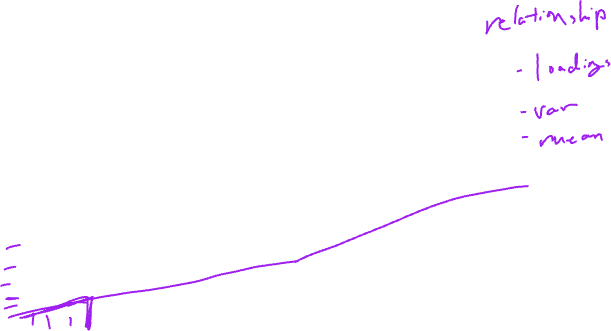 relationship
- loadings
- var
- mean